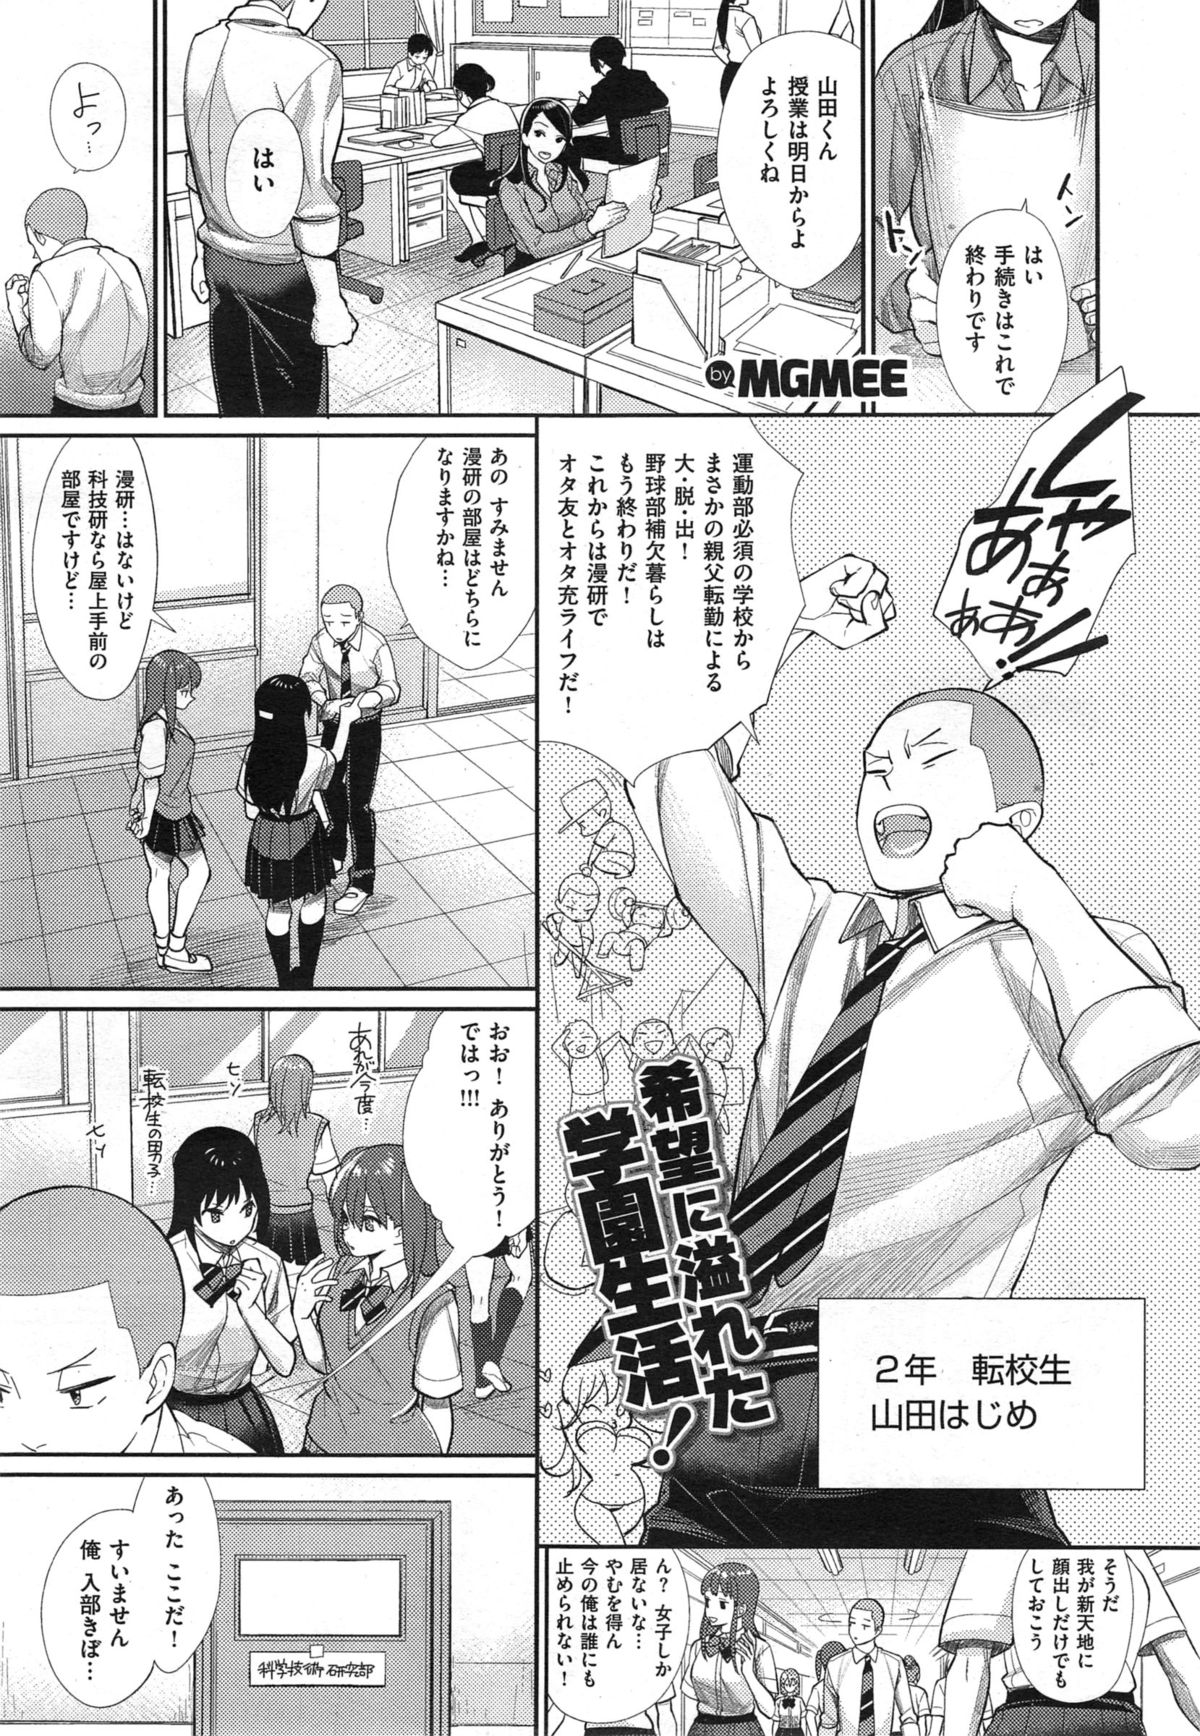 トン
トン
はい
手続きはこれで
終わりです
山田くん
授業は明日からよ
よろしくね
はい
よっ…
by MGMEE
しゃあぁ
ああぁ!!
運動部必須の学校から
まさかの親父転勤による
大・脱・出!
野球部補欠暮らしは
もう終わりだ!
これからは漫研で
オタ友とオタ充ライフだ!
希望に溢れた
学園生活!
2年 転校生
山田はじめ
そうだ
我が新天地に
顔出しだけでも
しておこう
ん? 女子しか
居ないな…
やむを得ん
今の俺は誰にも
止められない!
あの すみません
漫研の部屋はどちらに
なりますかね…
漫研…はないけど
科技研なら屋上手前の
部屋ですけど…
おお! ありがとう!
ではっ!!!
あれが今度…
ヒソ
転校生の男子…
ヒソ
あった ここだ!
すいません
俺 入部きぼ…
科学技術研究部